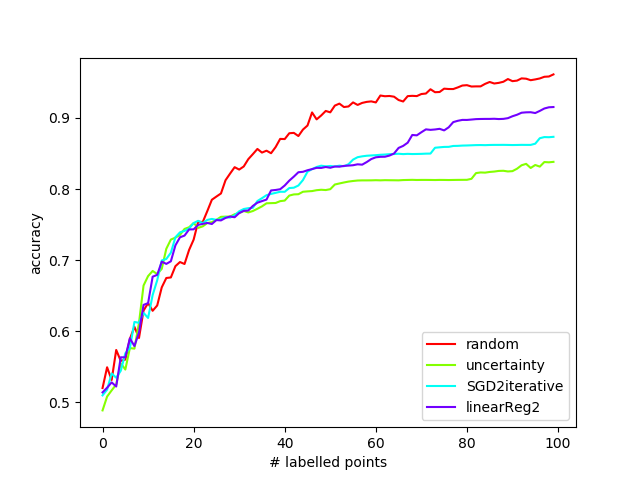 accuracy
0.9
0.8
0.7
0.6
0.5
0 20 40 60 80 100
# labelled points
random
uncertainty
SGD2iterative
linearReg2